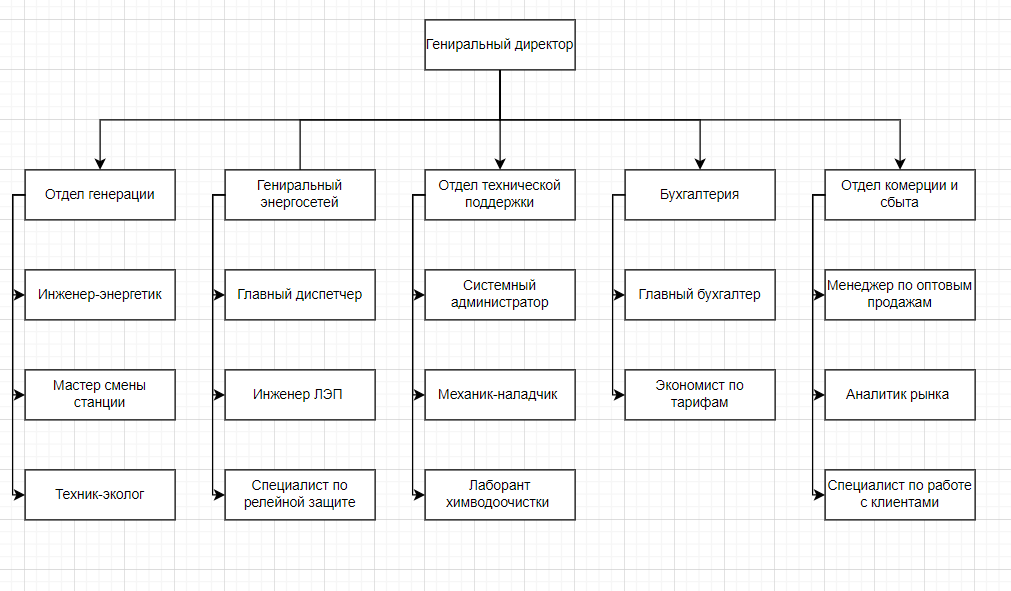 Гениральный директор
Отдел генерации
Гениральный
энергосетей
Отдел технической
поддержки
Бухгалтерия
Отдел комерции и
сбыта
Инженер-энергетик
Главный диспетчер
Системный
администратор
Главный бухгалтер
Менеджер по оптовым
продажам
Мастер смены
станции
Инженер ЛЭП
Механик-наладчик
Экономист по
тарифам
Аналитик рынка
Техник-эколог
Специалист по
релейной защите
Лаборант
химводоочистки
Специалист по работе
с клиентами